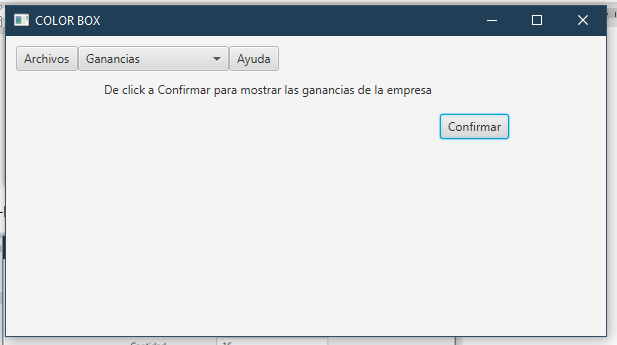 COLOR BOX
Archivos Ganancias Ayuda
De click a Confirmar para mostrar las ganancias de la empresa
Confirmar